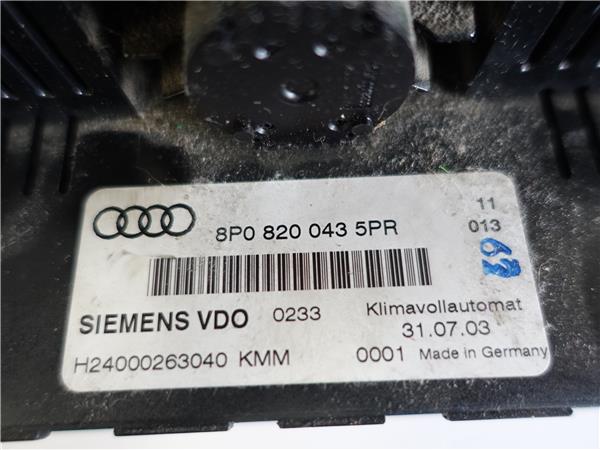 8P0 820 043 5PR
11
013
63
SIEMENS VDO 0233 Klimavollautomat
31.07.03
H24000263040 KMM 0001 Made in Germany